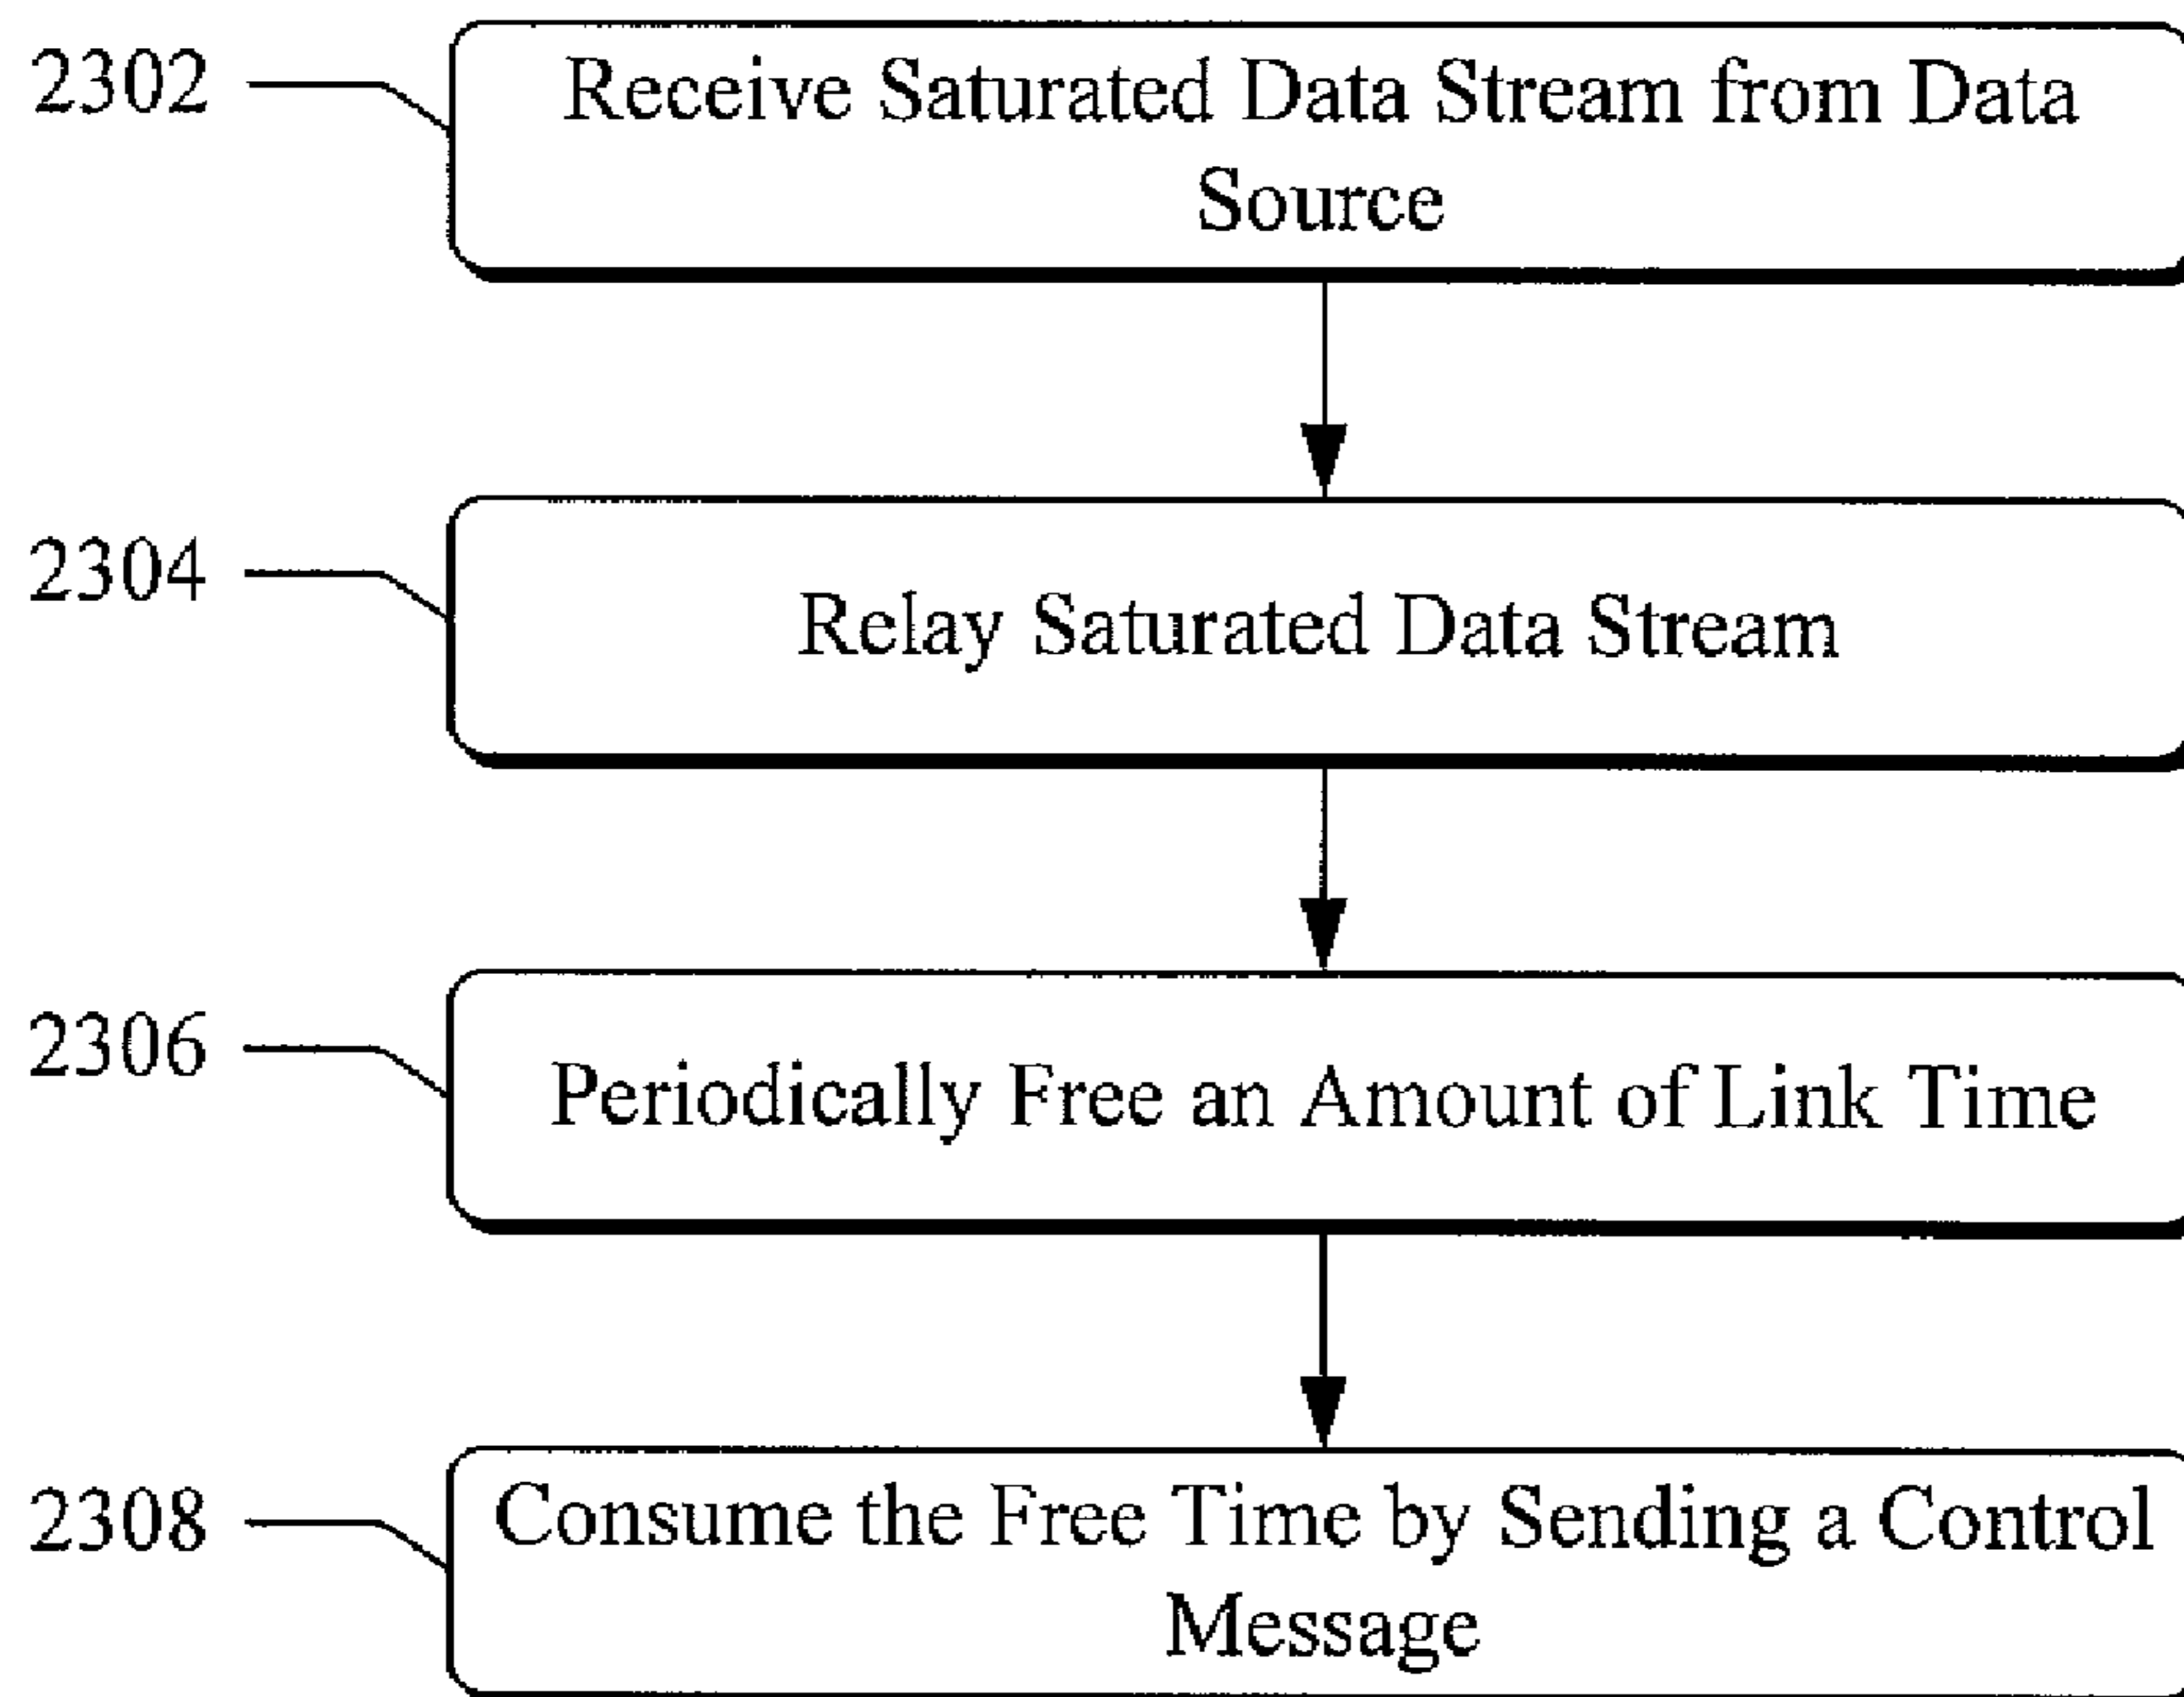 2302
Receive Saturated Data Stream from Data
Source
2304
Relay Saturated Data Stream
2306
Periodically Free an Amount of Link Time
2308
Consume the Free Time by Sending a Control
Message